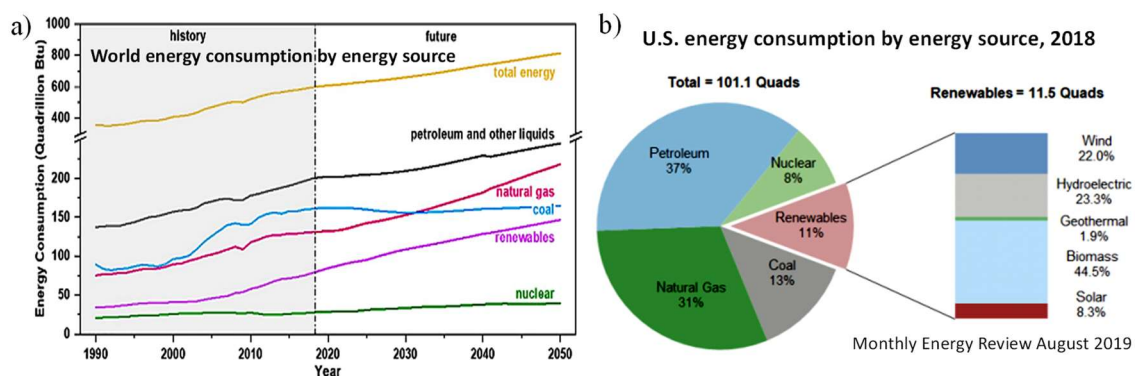 a)
World energy consumption by energy source
history
future
Energy Consumption (Quadrillion Btu)
1000
800
600
400
200
150
100
50
25
0
total energy
petroleum and other liquids
natural gas
coal
renewables
nuclear
1990
2000
2010
2020
2030
2040
2050
Year
b)
U.S. energy consumption by energy source, 2018
Total = 101.1 Quads
Renewables = 11.5 Quads
Petroleum
37%
Nuclear
8%
Renewables
11%
Coal
13%
Natural Gas
31%
Wind
22.0%
Hydroelectric
23.3%
Geothermal
1.9%
Biomass
44.5%
Solar
8.3%
Monthly Energy Review August 2019